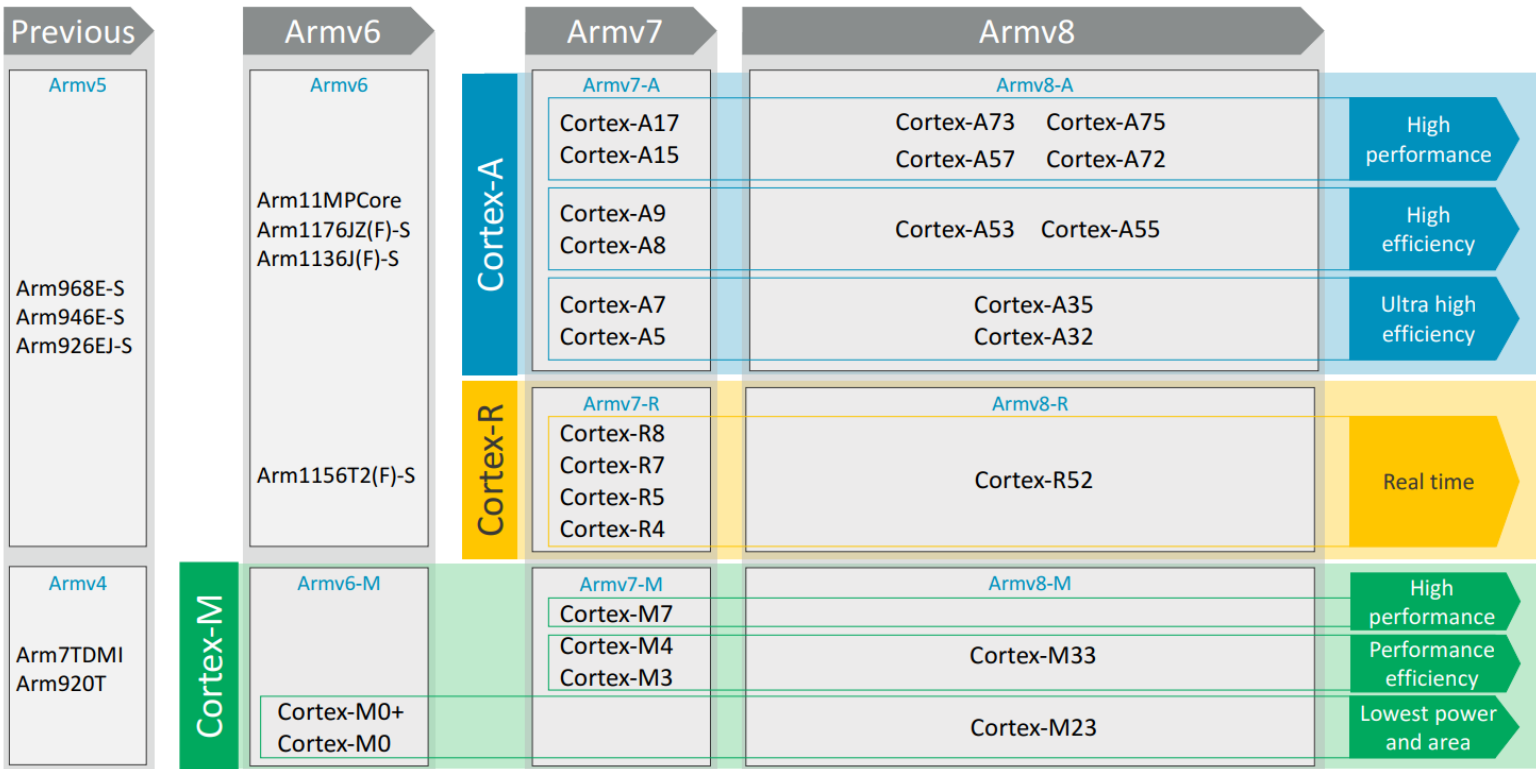 Previous
Armv6
Armv7
Armv8
Armv5
Arm968E-S
Arm946E-S
Arm926EJ-S
Armv4
Arm7TDMI
Arm920T
Armv6
Arm11MPCore
Arm1176JZ(F)-S
Arm1136J(F)-S
Arm1156T2(F)-S
Cortex-A
Armv7-A
Armv8-A
Cortex-A17
Cortex-A15
Cortex-A73 Cortex-A75
Cortex-A57 Cortex-A72
High
performance
Cortex-A9
Cortex-A8
Cortex-A53 Cortex-A55
High
efficiency
Cortex-A7
Cortex-A5
Cortex-A35
Cortex-A32
Ultra high
efficiency
Cortex-R
Armv7-R
Armv8-R
Cortex-R8
Cortex-R7
Cortex-R5
Cortex-R4
Cortex-R52
Real time
Cortex-M
Armv6-M
Armv7-M
Armv8-M
Cortex-M7
High
performance
Cortex-M4
Cortex-M3
Cortex-M33
Performance
efficiency
Cortex-M0+
Cortex-M0
Cortex-M23
Lowest power
and area